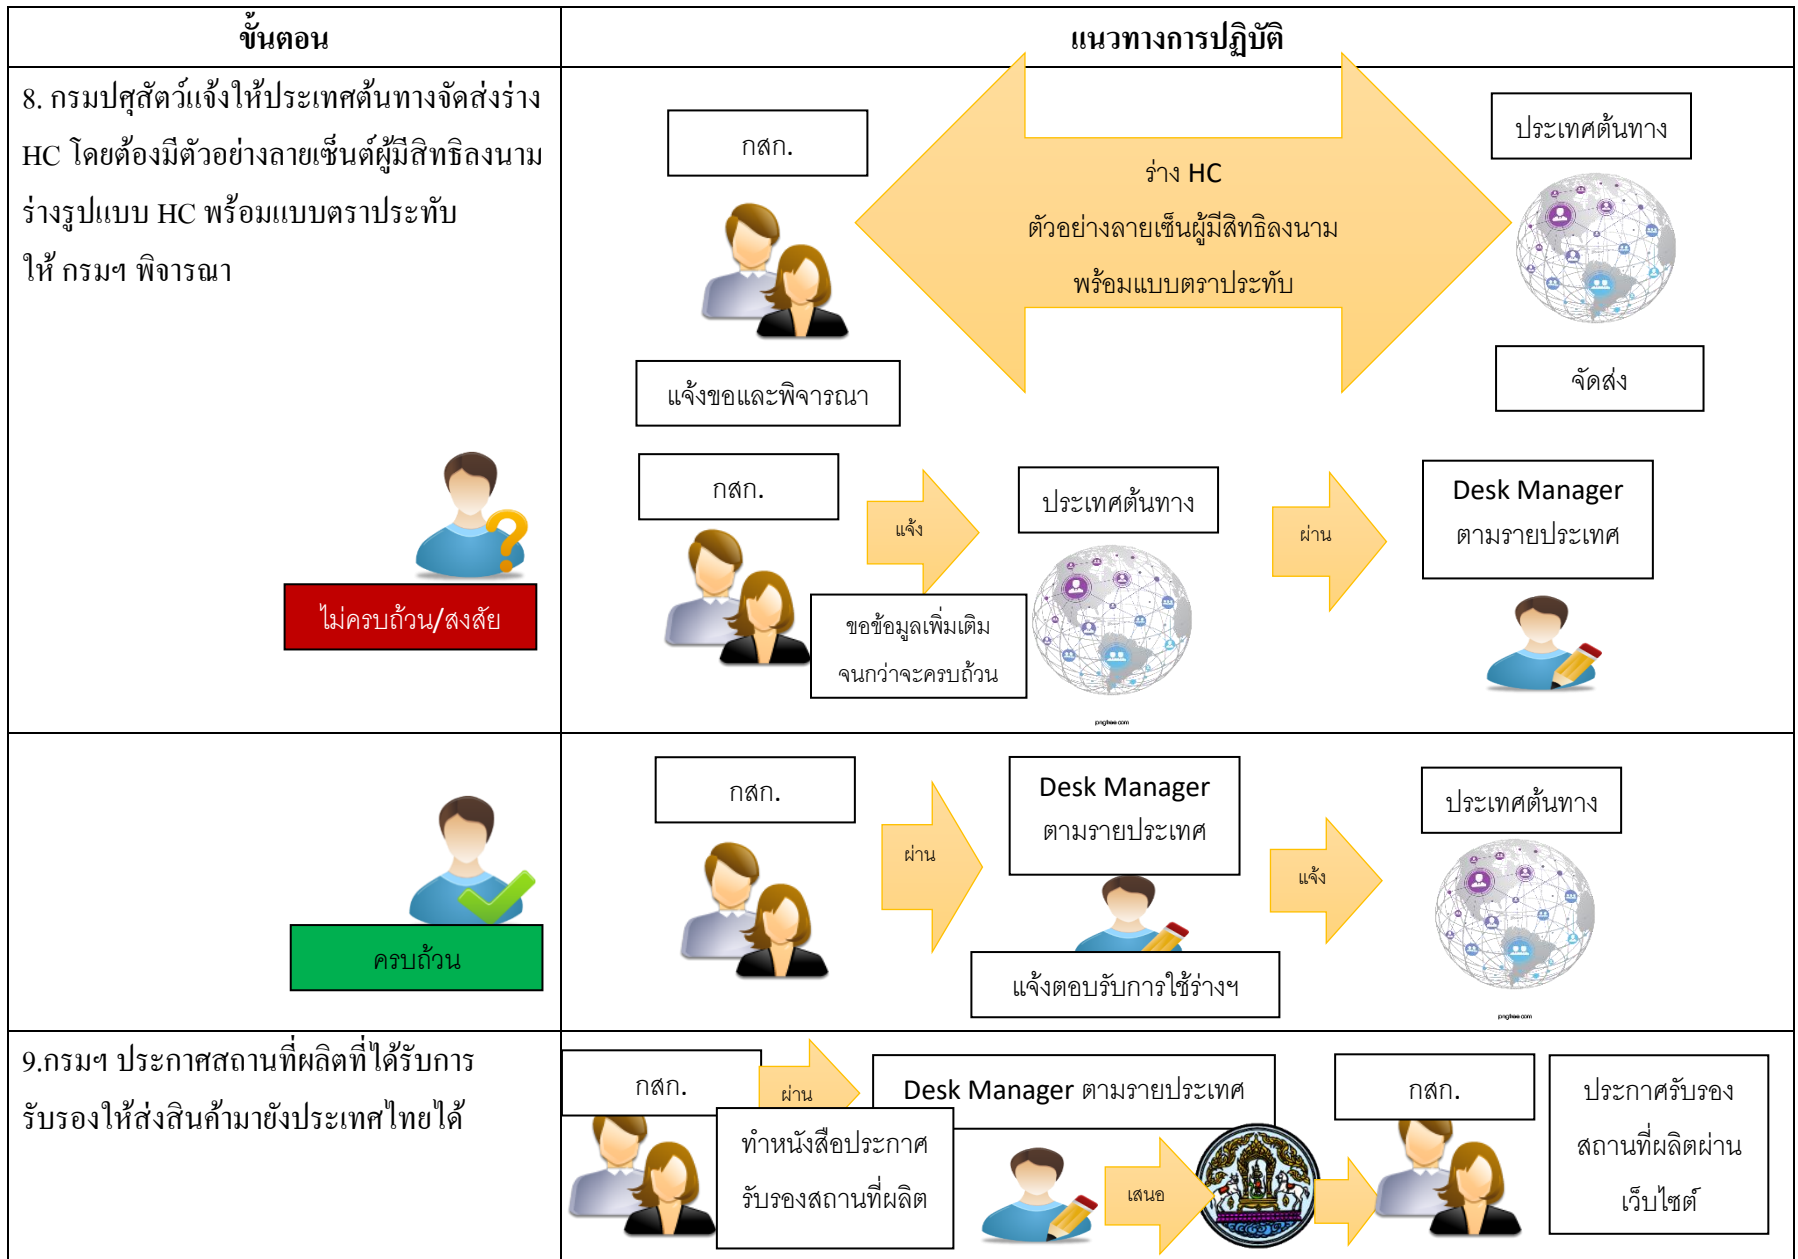 ขั้นตอน
แนวทางการปฏิบัติ
8. กรมปศุสัตว์แจ้งให้ประเทศต้นทางจัดส่งร่าง
HC โดยต้องมีตัวอย่างลายเซ็นต์ผู้มีสิทธิลงนาม
ร่างรูปแบบ HC พร้อมแบบตราประทับ
ให้ กรมฯ พิจารณา
กสก.
ร่าง HC
ตัวอย่างลายเซ็นผู้มีสิทธิลงนาม
พร้อมแบบตราประทับ
ประเทศต้นทาง
แจ้งขอและพิจารณา
จัดส่ง
ไม่ครบถ้วน/สงสัย
กสก.
แจ้ง
ขอข้อมูลเพิ่มเติม
จนกว่าจะครบถ้วน
ประเทศต้นทาง
pngtree.com
ผ่าน
Desk Manager
ตามรายประเทศ
ครบถ้วน
กสก.
ผ่าน
Desk Manager
ตามรายประเทศ
แจ้งตอบรับการใช้ร่างฯ
แจ้ง
ประเทศต้นทาง
pngtree.com
9.กรมฯ ประกาศสถานที่ผลิตที่ได้รับการ
รับรองให้ส่งสินค้ามายังประเทศไทยได้
กสก.
ผ่าน
ทำหนังสือประกาศ
รับรองสถานที่ผลิต
Desk Manager ตามรายประเทศ
เสนอ
กสก.
ประกาศรับรอง
สถานที่ผลิตผ่าน
เว็บไซต์